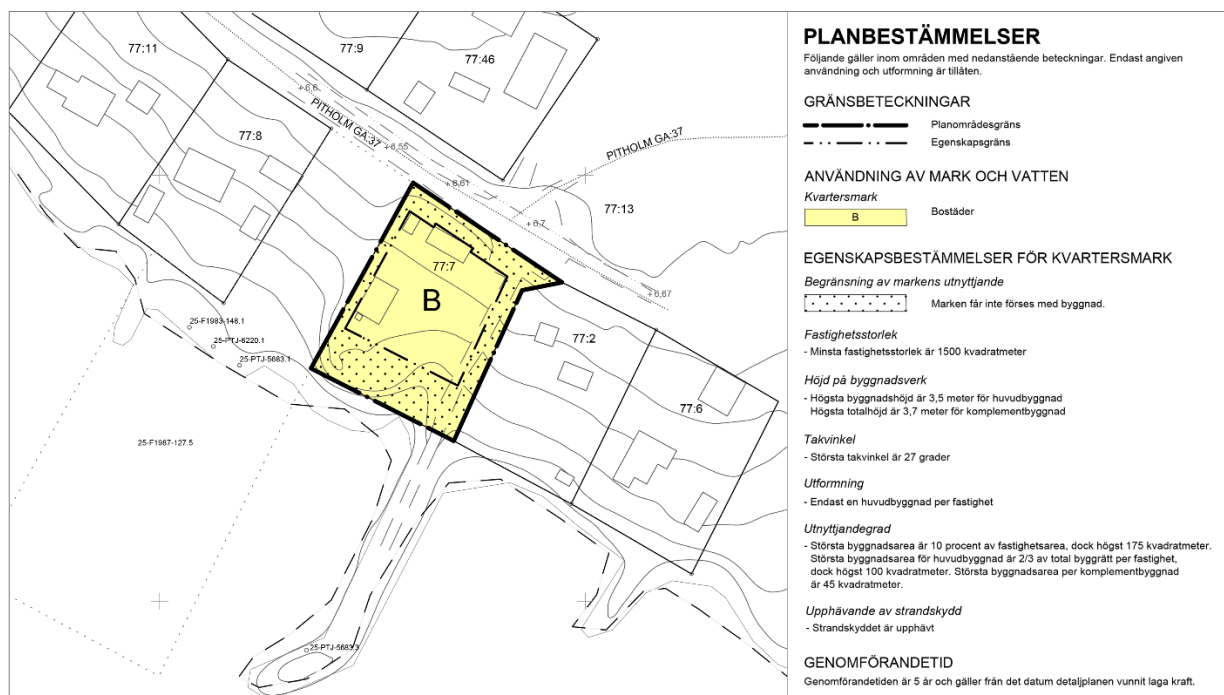 77:11
77:9
77:46
+6,6
PITHOLM GA:37
77:8
+6,55
PITHOLM GA:37
+6,61
77:13
+6,7
77:7
+6,67
B
25-F1983-146.1
77:2
25-PTJ-6220.1
25-PTJ-5683.1
77:6
25-F1987-127.5
25-PTJ-5683.3
PLANBESTÄMMELSER
Följande gäller inom områden med nedanstående beteckningar. Endast angiven
användning och utformning är tillåten.
GRÄNSBETECKNINGAR
Planområdesgräns
Egenskapsgräns
ANVÄNDNING AV MARK OCH VATTEN
Kvartersmark
B Bostäder
EGENSKAPSBESTÄMMELSER FÖR KVARTERSMARK
Begränsning av markens utnyttjande
Marken får inte förses med byggnad.
Fastighetsstorlek
- Minsta fastighetsstorlek är 1500 kvadratmeter
Höjd på byggnadsverk
- Högsta byggnadshöjd är 3,5 meter för huvudbyggnad
Högsta totalhöjd är 3,7 meter för komplementbyggnad
Takvinkel
- Största takvinkel är 27 grader
Utformning
- Endast en huvudbyggnad per fastighet
Utnyttjandegrad
- Största byggnadsarea är 10 procent av fastighetsarea, dock högst 175 kvadratmeter.
Största byggnadsarea för huvudbyggnad är 2/3 av total byggrätt per fastighet,
dock högst 100 kvadratmeter. Största byggnadsarea per komplementbyggnad
är 45 kvadratmeter.
Upphävande av strandskydd
- Strandskyddet är upphävt
GENOMFÖRANDETID
Genomförandetiden är 5 år och gäller från det datum detaljplanen vunnit laga kraft.